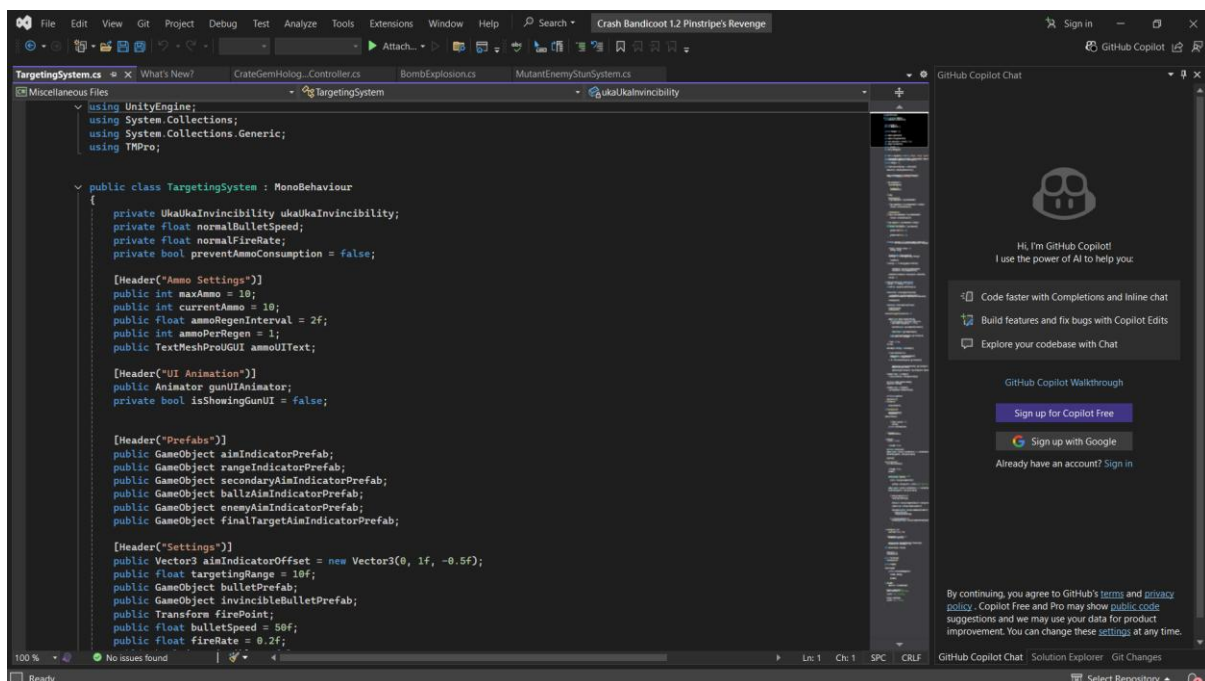 File Edit View Git Project Debug Test Analyze Tools Extensions Window Help Search Crash Bandicoot 1.2 Pinstripe's Revenge Sign in
Attach... GitHub Copilot
TargetingSystem.cs What's New? CrateGemHolog...Controller.cs BombExplosion.cs MutantEnemyStunSystem.cs
Miscellaneous Files TargetingSystem ukaUkaInvincibility
using UnityEngine;
using System.Collections;
using System.Collections.Generic;
using TMPro;
public class TargetingSystem : MonoBehaviour
{
private UkaUkaInvincibility ukaUkaInvincibility;
private float normalBulletSpeed;
private float normalFireRate;
private bool preventAmmoConsumption = false;
[Header("Ammo Settings")]
public int maxAmmo = 10;
public int currentAmmo = 10;
public float ammoRegenInterval = 2f;
public int ammoPerRegen = 1;
public TextMeshProUGUI ammoUIText;
[Header("UI Animation")]
public Animator gunUIAnimator;
private bool isShowingGunUI = false;
[Header("Prefabs")]
public GameObject aimIndicatorPrefab;
public GameObject rangeIndicatorPrefab;
public GameObject secondaryAimIndicatorPrefab;
public GameObject ballzAimIndicatorPrefab;
public GameObject enemyAimIndicatorPrefab;
public GameObject finalTargetAimIndicatorPrefab;
[Header("Settings")]
public Vector3 aimIndicatorOffset = new Vector3(0, 1f, -0.5f);
public float targetingRange = 10f;
public GameObject bulletPrefab;
public GameObject invincibleBulletPrefab;
public Transform firePoint;
public float bulletSpeed = 50f;
public float fireRate = 0.2f;
100 % No issues found Ln: 1 Ch: 1 SPC CRLF
GitHub Copilot Chat
Hi, I'm GitHub Copilot!
I use the power of AI to help you:
Code faster with Completions and Inline chat
Build features and fix bugs with Copilot Edits
Explore your codebase with Chat
GitHub Copilot Walkthrough
Sign up for Copilot Free
Sign up with Google
Already have an account? Sign in
By continuing, you agree to GitHub's terms and privacy
policy . Copilot Free and Pro may show public code
suggestions and we may use your data for product
improvement. You can change these settings at any time.
GitHub Copilot Chat Solution Explorer Git Changes
Ready Select Repository